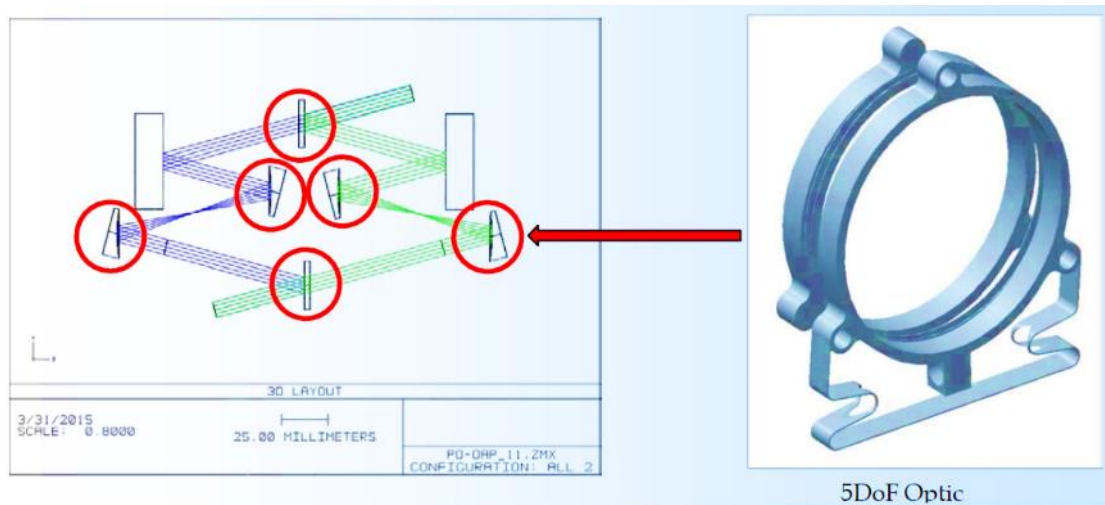 3D LAYOUT
3/31/2015
SCALE: 0.8000
25.00 MILLIMETERS
PO-OAP_11.ZMX
CONFIGURATION: ALL 2
5DoF Optic